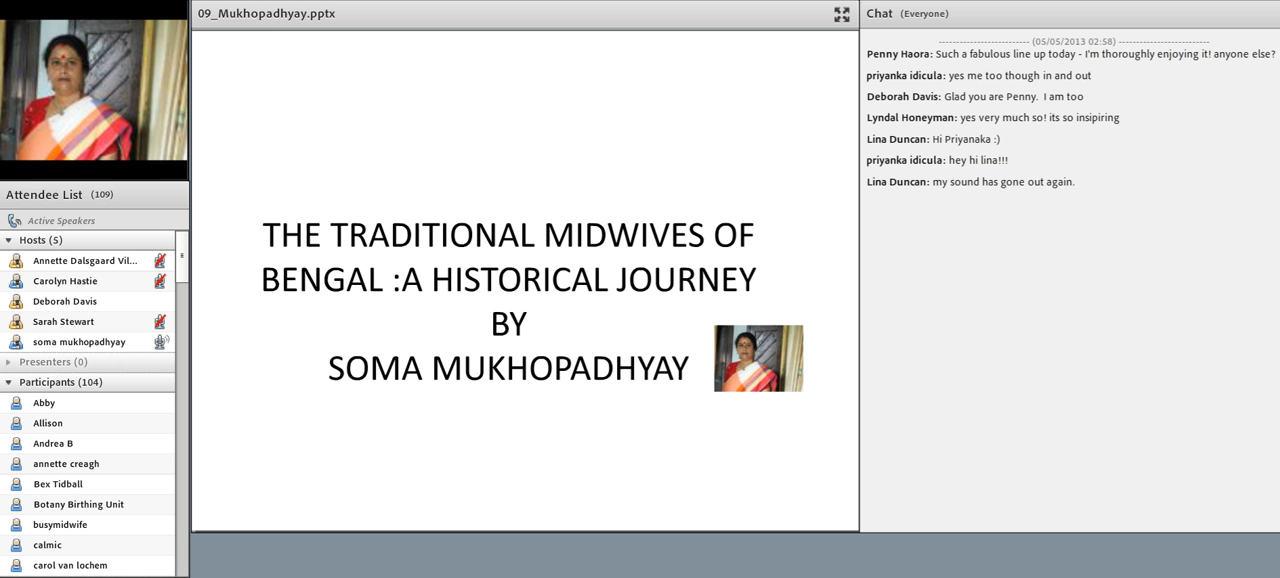 09_Mukhopadhyay.pptx
THE TRADITIONAL MIDWIVES OF
BENGAL :A HISTORICAL JOURNEY
BY
SOMA MUKHOPADHYAY
Attendee List (109)
Active Speakers
Hosts (5)
Annette Dalsgaard Vil...
Carolyn Hastie
Deborah Davis
Sarah Stewart
soma mukhopadhyay
Presenters (0)
Participants (104)
Abby
Allison
Andrea B
annette creagh
Bex Tidball
Botany Birthing Unit
busymidwife
calmic
carol van lochem
Chat (Everyone)
-------------------------- (05/05/2013 02:58) --------------------------
Penny Haora: Such a fabulous line up today - I'm thoroughly enjoying it! anyone else?
priyanka idicula: yes me too though in and out
Deborah Davis: Glad you are Penny.  I am too
Lyndal Honeyman: yes very much so! its so insipiring
Lina Duncan: Hi Priyanaka :)
priyanka idicula: hey hi lina!!!
Lina Duncan: my sound has gone out again.